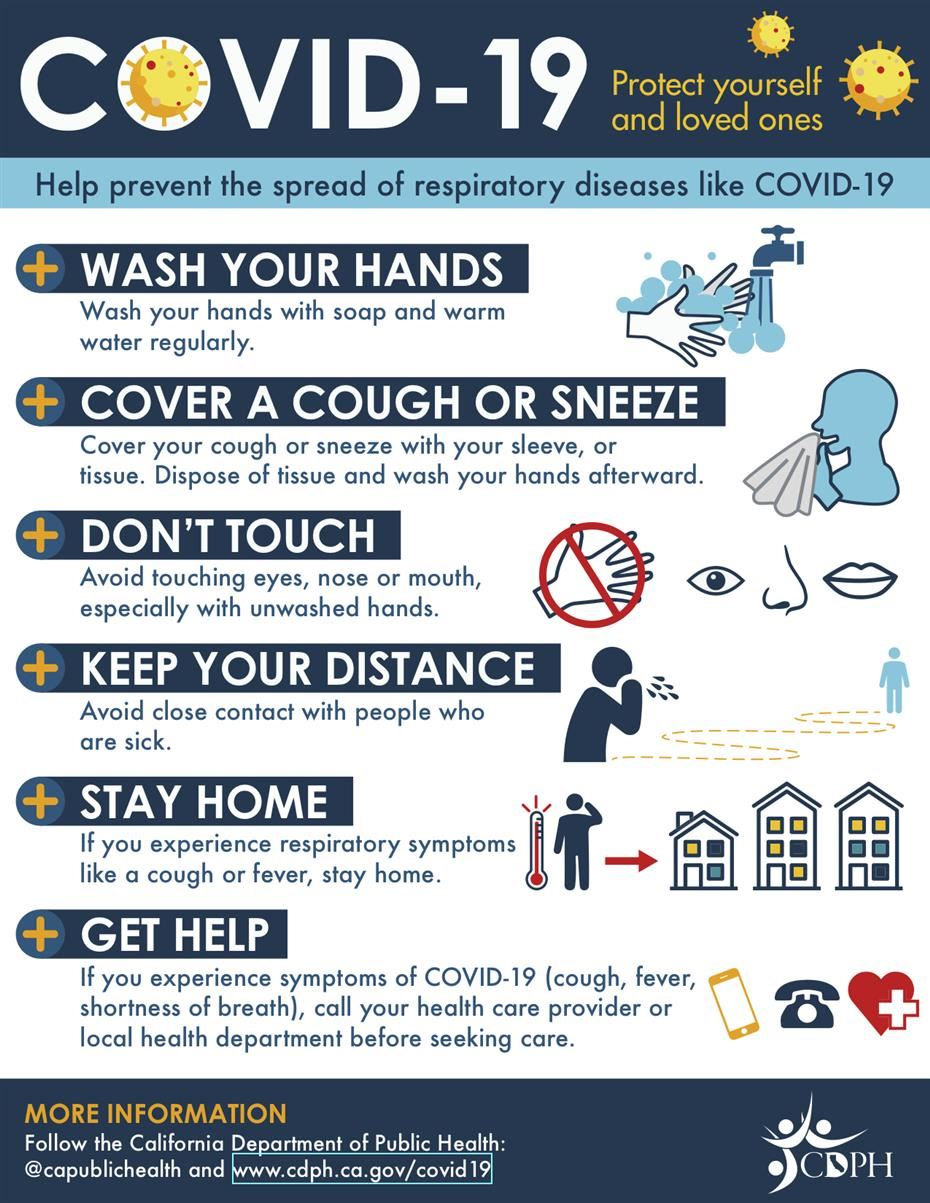 COVID-19
Protect yourself
and loved ones
Help prevent the spread of respiratory diseases like COVID-19
WASH YOUR HANDS
Wash your hands with soap and warm
water regularly.
COVER A COUGH OR SNEEZE
Cover your cough or sneeze with your sleeve, or
tissue. Dispose of tissue and wash your hands afterward.
DON'T TOUCH
Avoid touching eyes, nose or mouth,
especially with unwashed hands.
KEEP YOUR DISTANCE
Avoid close contact with people who
are sick.
STAY HOME
If you experience respiratory symptoms
like a cough or fever, stay home.
GET HELP
If you experience symptoms of COVID-19 (cough, fever,
shortness of breath), call your health care provider or
local health department before seeking care.
MORE INFORMATION
Follow the California Department of Public Health:
@capublichealth and www.cdph.ca.gov/covid19
CDPH